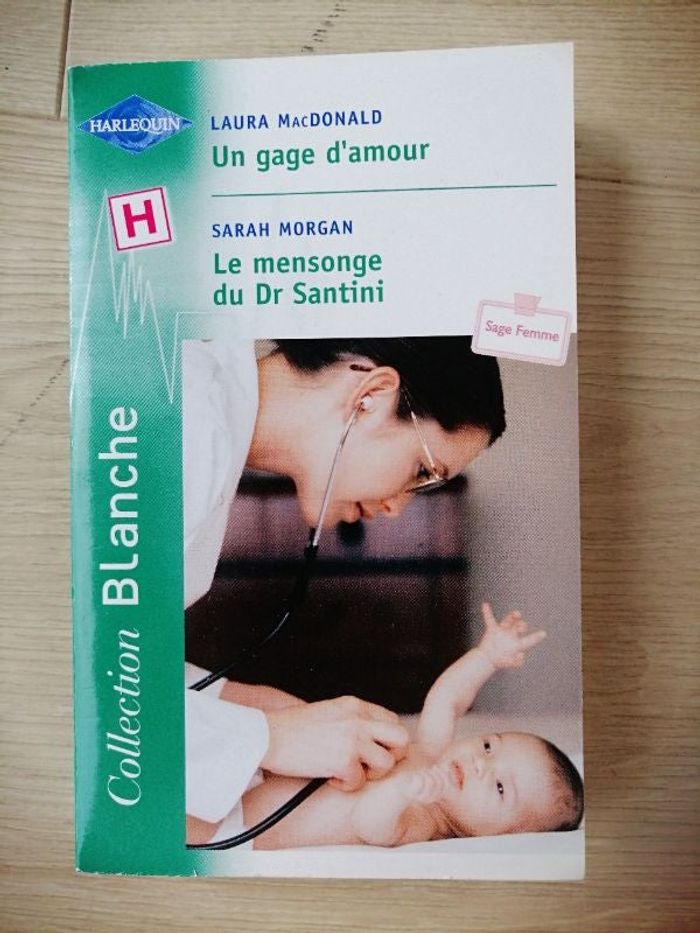 HARLEQUIN
LAURA MACDONALD
Un gage d'amour
H
SARAH MORGAN
Le mensonge
du Dr Santini
Sage Femme
Collection Blanche